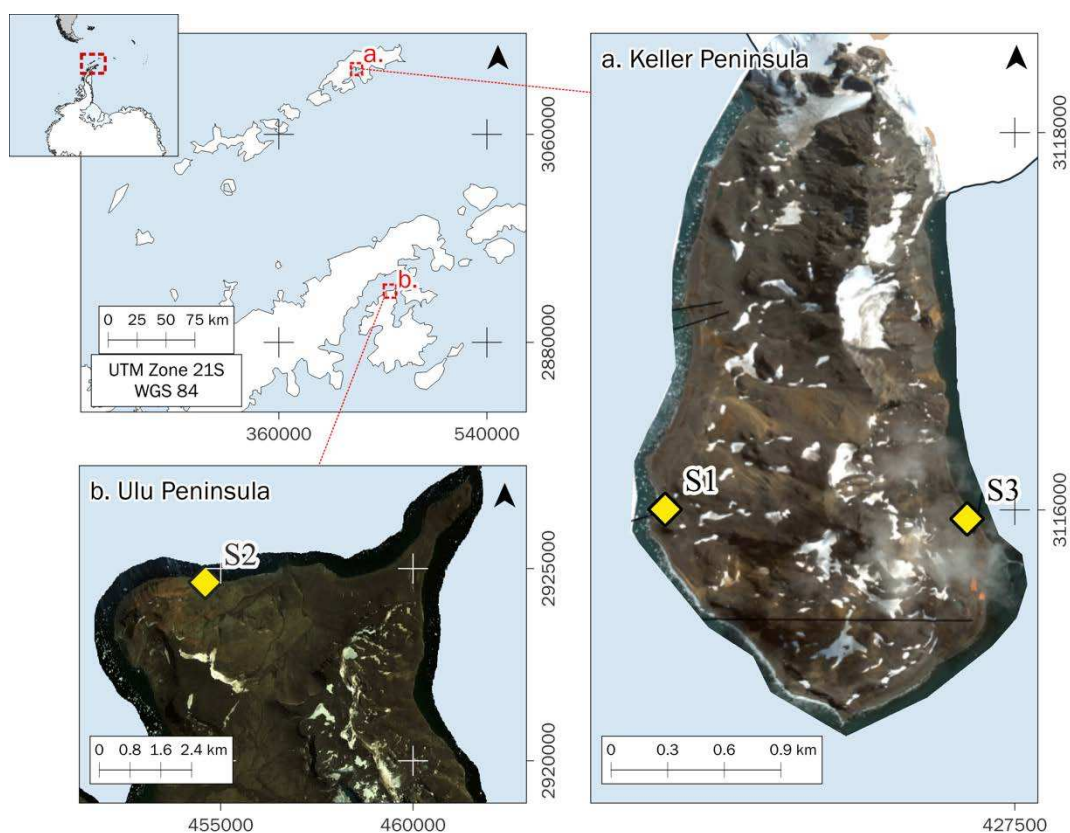 a.
b.
3060000
2880000
0 25 50 75 km
UTM Zone 21S
WGS 84
360000 540000
a. Keller Peninsula
S1
S3
3118000
3116000
0 0.3 0.6 0.9 km
427500
b. Ulu Peninsula
S2
2925000
2920000
0 0.8 1.6 2.4 km
455000 460000